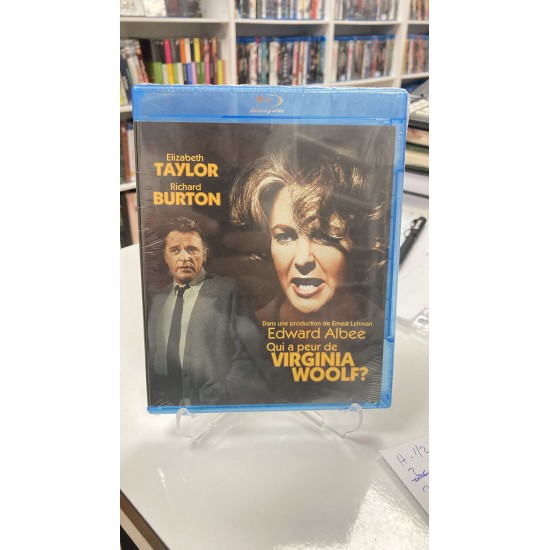 Elizabeth
TAYLOR
Richard
BURTON
Dans une production de Ernest Lehman
Edward Albee
Qui a peur de
VIRGINIA
WOOLF?